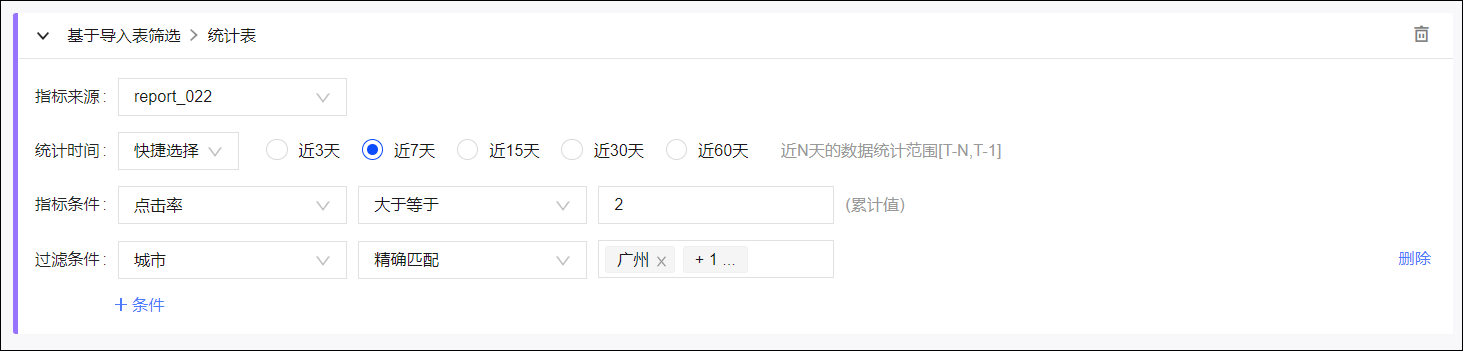 基于导入表筛选 > 统计表
指标来源: report_022
统计时间: 快捷选择 近3天 近7天 近15天 近30天 近60天 近N天的数据统计范围[T-N,T-1]
指标条件: 点击率 大于等于 2 (累计值)
过滤条件: 城市 精确匹配 广州 × + 1 ... 删除
+ 条件